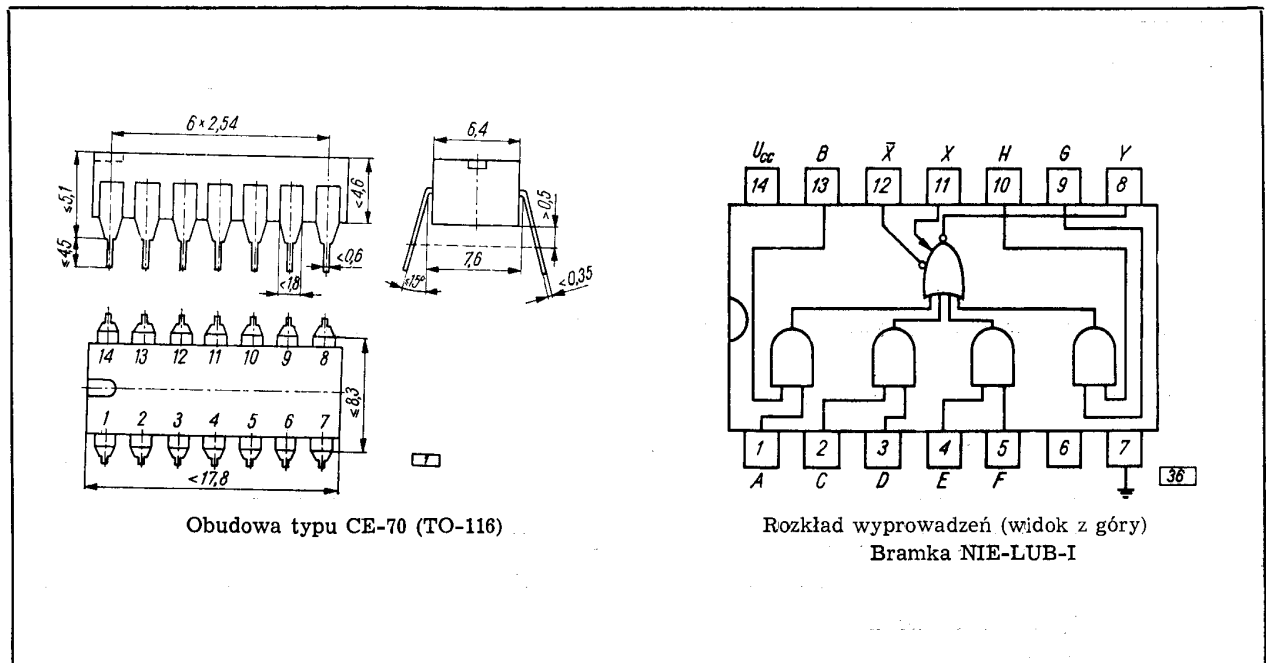 6×2,54
≤5,1
≤4,5
<4,6
<0,6
<1,8
6,4
>0,5
7,6
≤15°
<0,35
14 13 12 11 10 9 8
1 2 3 4 5 6 7
≤8,3
<17,8
1
Obudowa typu CE-70 (TO-116)
Ucc B X̄ X H G Y
14 13 12 11 10 9 8
1 2 3 4 5 6 7
A C D E F
36
Rozkład wyprowadzeń (widok z góry)
Bramka NIE-LUB-I